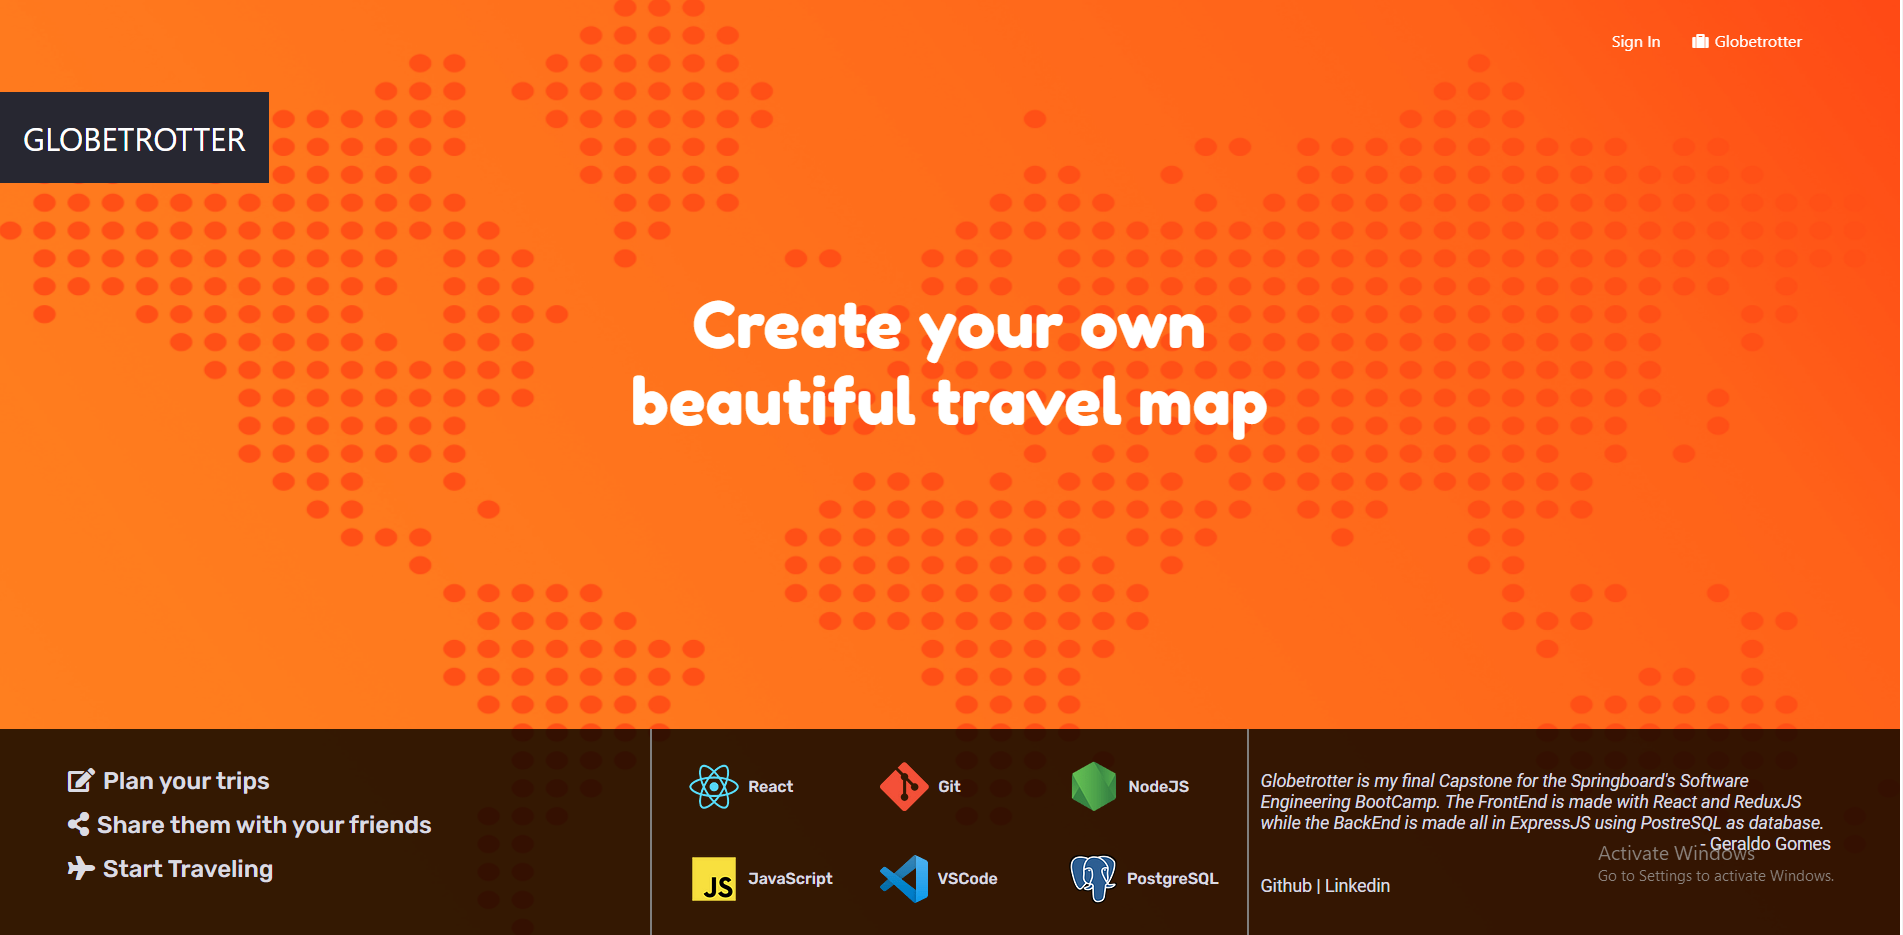 Sign In
Globetrotter
GLOBETROTTER
Create your own
beautiful travel map
Plan your trips
Share them with your friends
Start Traveling
React
Git
NodeJS
JS
JavaScript
VSCode
PostgreSQL
Globetrotter is my final Capstone for the Springboard's Software
Engineering BootCamp. The FrontEnd is made with React and ReduxJS
while the BackEnd is made all in ExpressJS using PostreSQL as database.
- Geraldo Gomes
Github | Linkedin
Activate Windows
Go to Settings to activate Windows.